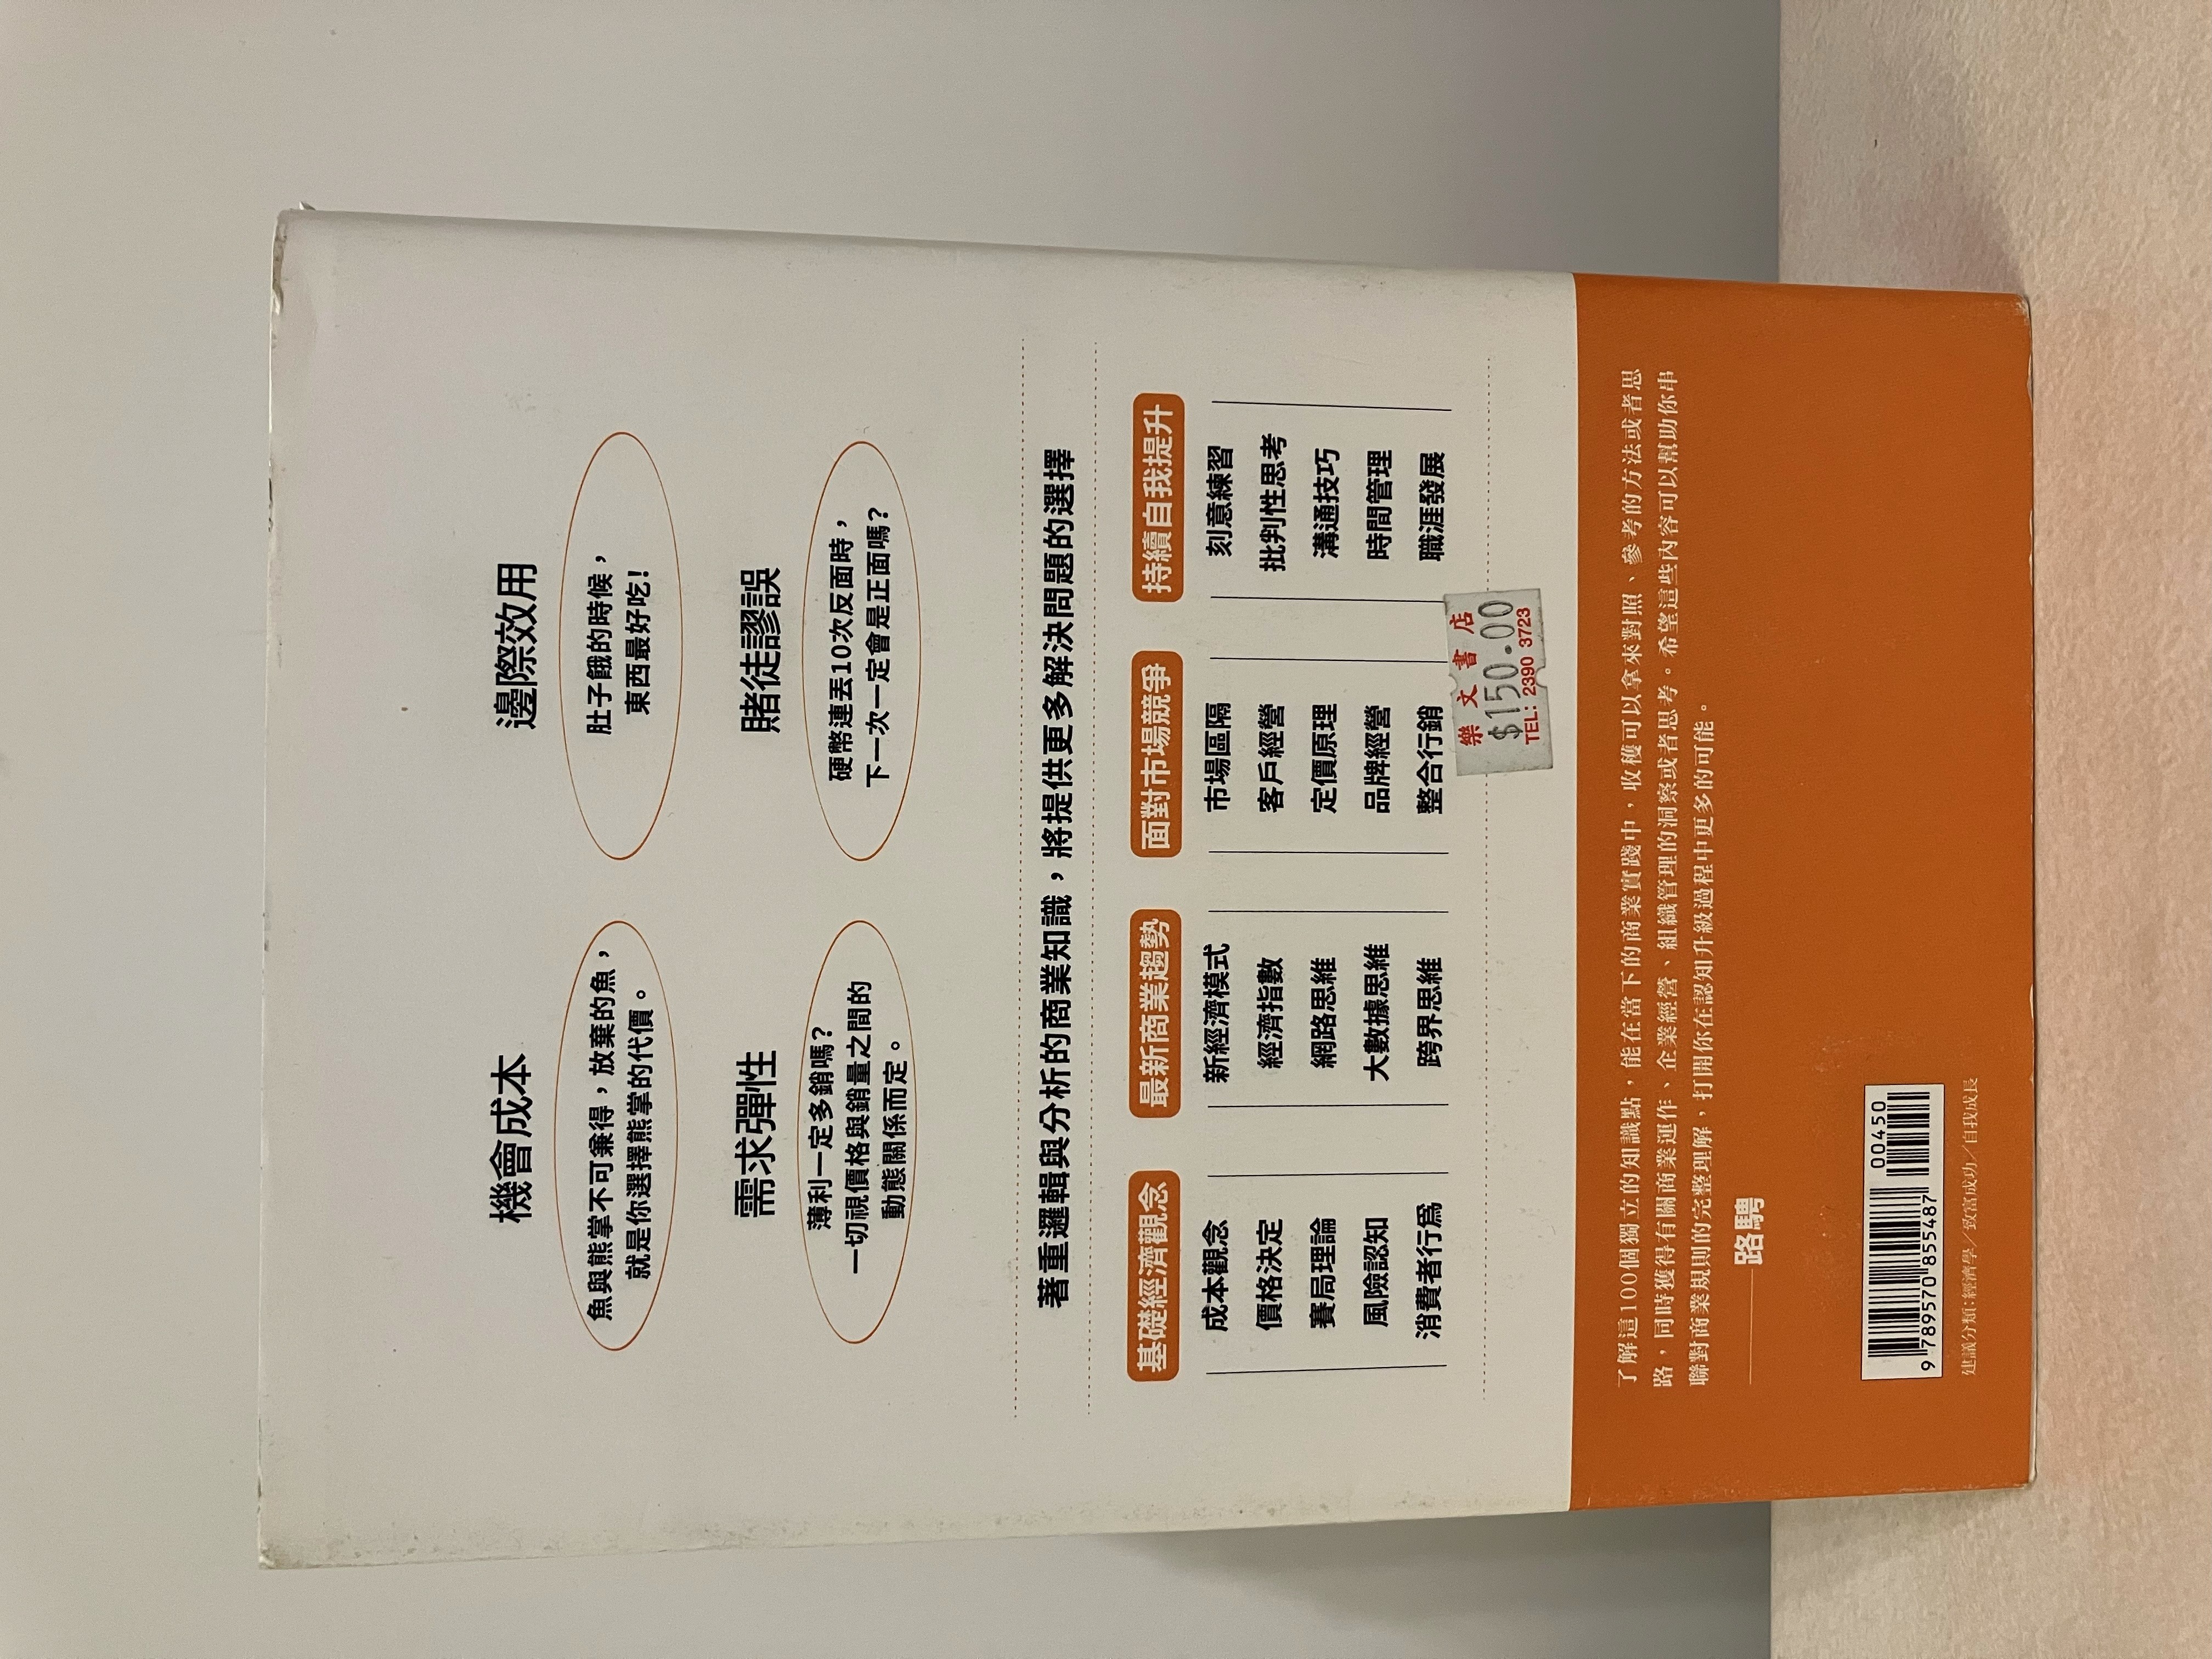 機會成本
魚與熊掌不可兼得，放棄的魚，
就是你選擇熊掌的代價。
邊際效用
肚子餓的時候，
東西最好吃！
需求彈性
薄利一定多銷嗎？
一切視價格與銷量之間的
動態關係而定。
賭徒謬誤
硬幣連丟10次反面時，
下一次一定會是正面嗎？
著重邏輯與分析的商業知識，將提供更多解決問題的選擇
基礎經濟觀念
成本觀念
價格決定
賽局理論
風險認知
消費者行為
最新商業趨勢
新經濟模式
經濟指數
網路思維
大數據思維
跨界思維
面對市場競爭
市場區隔
客戶經營
定價原理
品牌經營
整合行銷
持續自我提升
刻意練習
批判性思考
溝通技巧
時間管理
職涯發展
樂文書店
$150.00
TEL: 2390 3723
了解這100個獨立的知識點，能在當下的商業實踐中，收穫可以拿來對照、參考的方法或者思
路，同時獲得有關商業運作、企業經營、組織管理的洞察或者思考。希望這些內容可以幫助你串
聯對商業規則的完整理解，打開你在認知升級過程中更多的可能。
——路騁
00450
9 789570 855487
建議分類：經濟學／致富成功／自我成長